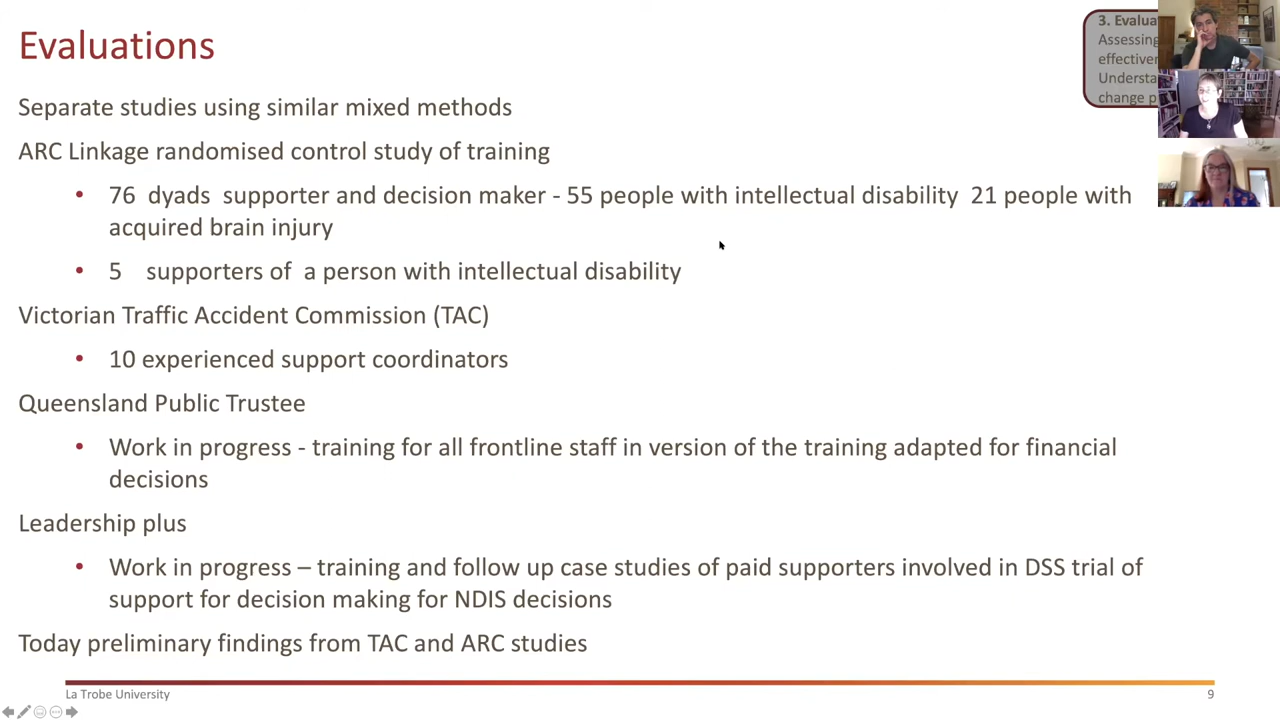 Evaluations
3. Evalua
Assessing
effectiver
Understa
change p
Separate studies using similar mixed methods
ARC Linkage randomised control study of training
• 76 dyads supporter and decision maker - 55 people with intellectual disability 21 people with
acquired brain injury
• 5 supporters of a person with intellectual disability
Victorian Traffic Accident Commission (TAC)
• 10 experienced support coordinators
Queensland Public Trustee
• Work in progress - training for all frontline staff in version of the training adapted for financial
decisions
Leadership plus
• Work in progress – training and follow up case studies of paid supporters involved in DSS trial of
support for decision making for NDIS decisions
Today preliminary findings from TAC and ARC studies
La Trobe University
9